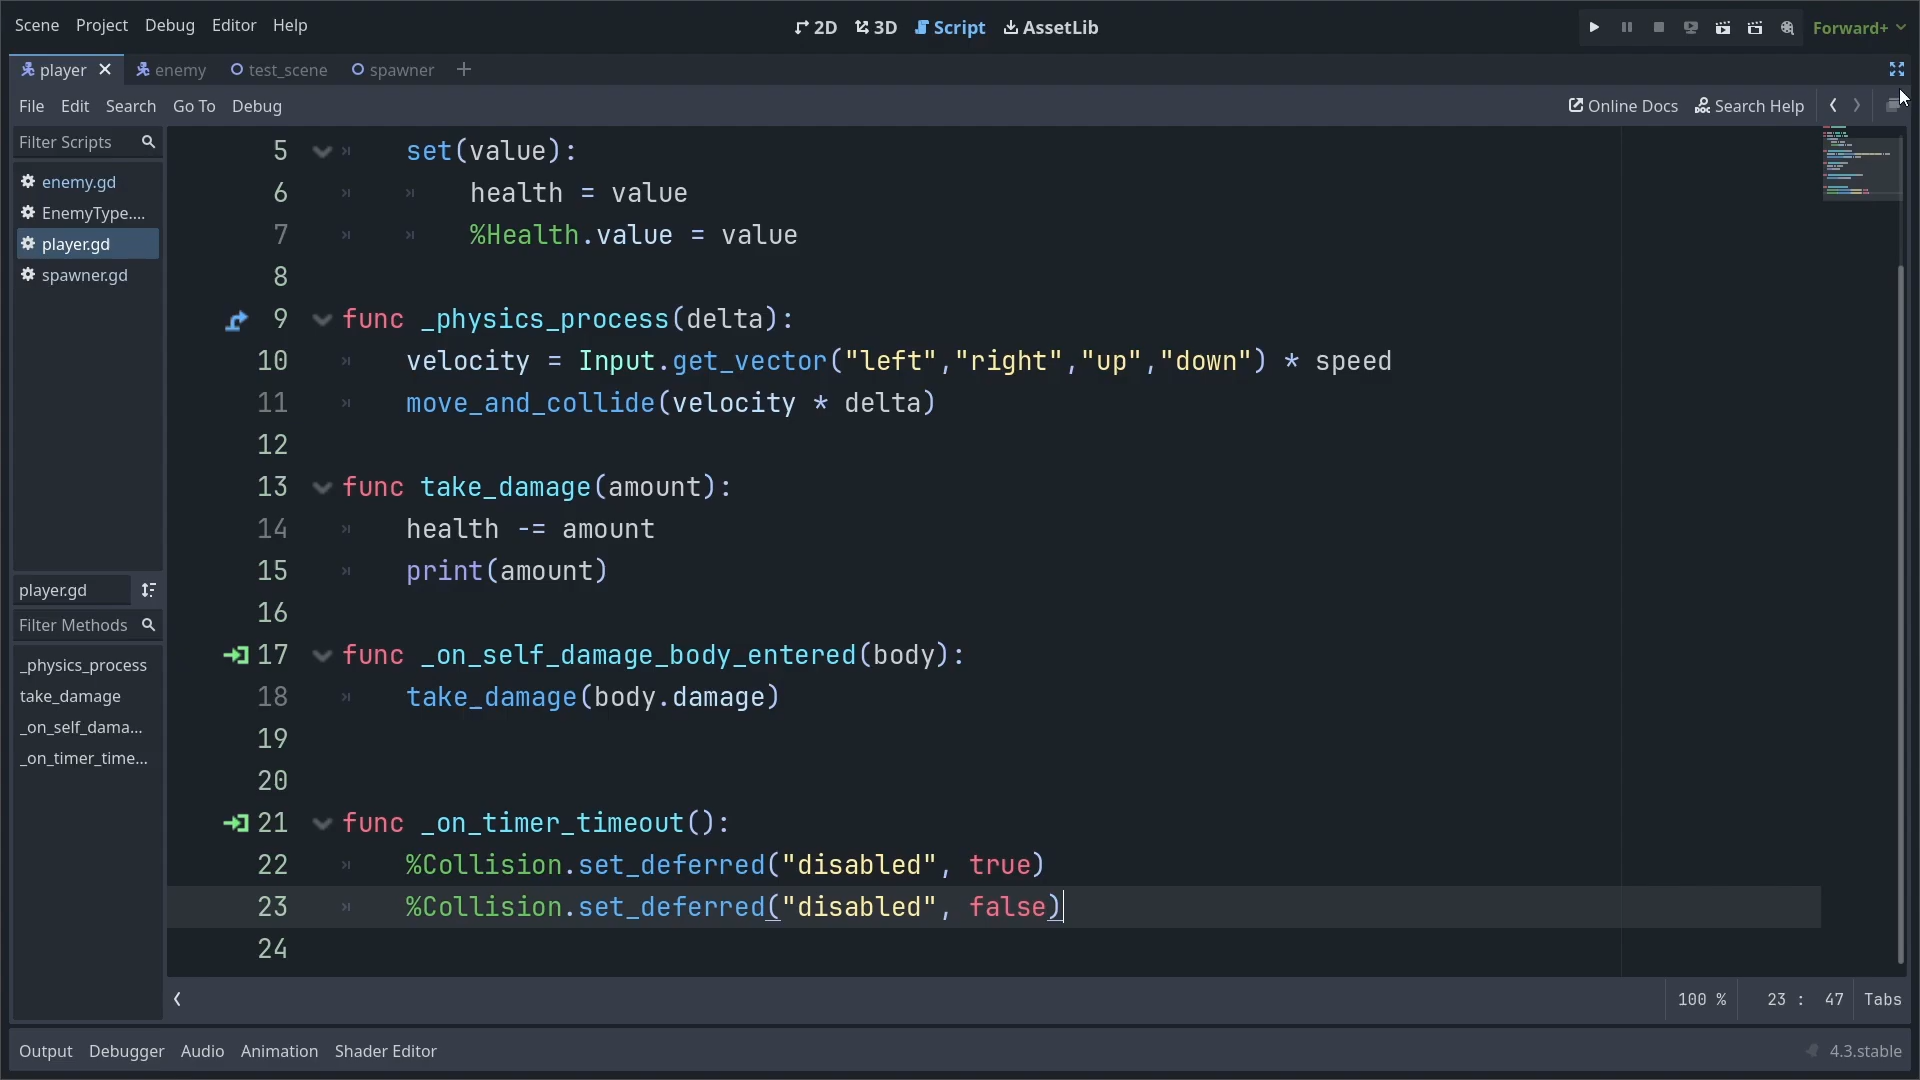 Scene Project Debug Editor Help
2D 3D Script AssetLib
Forward+
player enemy test_scene spawner
File Edit Search Go To Debug
Online Docs Search Help
Filter Scripts
enemy.gd
EnemyType....
player.gd
spawner.gd
player.gd
Filter Methods
_physics_process
take_damage
_on_self_dama...
_on_timer_time...
5 set(value):
6 health = value
7 %Health.value = value
8
9 func _physics_process(delta):
10 velocity = Input.get_vector("left","right","up","down") * speed
11 move_and_collide(velocity * delta)
12
13 func take_damage(amount):
14 health -= amount
15 print(amount)
16
17 func _on_self_damage_body_entered(body):
18 take_damage(body.damage)
19
20
21 func _on_timer_timeout():
22 %Collision.set_deferred("disabled", true)
23 %Collision.set_deferred("disabled", false)
24
100 % 23 : 47 Tabs
Output Debugger Audio Animation Shader Editor
4.3.stable